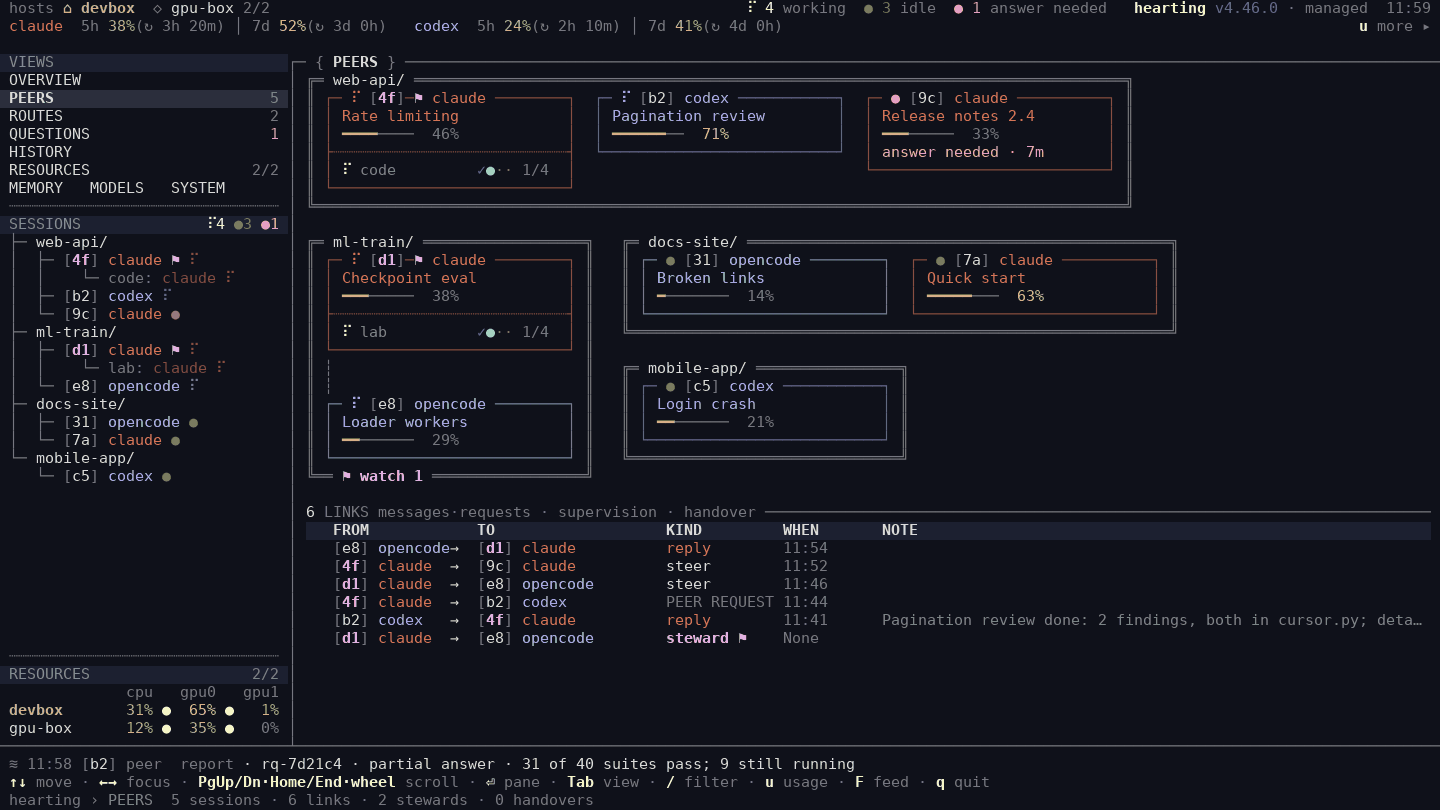 hosts ⌂ devbox ◇ gpu-box 2/2 ⠏ 4 working ● 3 idle ● 1 answer needed hearting v4.46.0 · managed 11:59
claude 5h 38%(↻ 3h 20m) │ 7d 52%(↻ 3d 0h) codex 5h 24%(↻ 2h 10m) │ 7d 41%(↻ 4d 0h) u more ▸
VIEWS
OVERVIEW
PEERS 5
ROUTES 2
QUESTIONS 1
HISTORY
RESOURCES 2/2
MEMORY MODELS SYSTEM
SESSIONS ⠏4 ●3 ●1
web-api/
[4f] claude ⚑
code: claude
[b2] codex
[9c] claude ●
ml-train/
[d1] claude ⚑
lab: claude
[e8] opencode
docs-site/
[31] opencode ●
[7a] claude ●
mobile-app/
[c5] codex ●
RESOURCES 2/2
cpu gpu0 gpu1
devbox 31% ● 65% ● 1%
gpu-box 12% ● 35% ● 0%
{ PEERS }
web-api/
[4f]─⚑ claude
Rate limiting
46%
code ✓●·· 1/4
[b2] codex
Pagination review
71%
● [9c] claude
Release notes 2.4
33%
answer needed · 7m
ml-train/
[d1]─⚑ claude
Checkpoint eval
38%
lab ✓●·· 1/4
[e8] opencode
Loader workers
29%
⚑ watch 1
docs-site/
● [31] opencode
Broken links
14%
● [7a] claude
Quick start
63%
mobile-app/
● [c5] codex
Login crash
21%
6 LINKS messages·requests · supervision · handover
FROM TO KIND WHEN NOTE
[e8] opencode→ [d1] claude reply 11:54
[4f] claude → [9c] claude steer 11:52
[d1] claude → [e8] opencode steer 11:46
[4f] claude → [b2] codex PEER REQUEST 11:44
[b2] codex → [4f] claude reply 11:41 Pagination review done: 2 findings, both in cursor.py; deta…
[d1] claude → [e8] opencode steward ⚑ None
≋ 11:58 [b2] peer report · rq-7d21c4 · partial answer · 31 of 40 suites pass; 9 still running
↑↓ move · ←→ focus · PgUp/Dn·Home/End·wheel scroll · ⏎ pane · Tab view · / filter · u usage · F feed · q quit
hearting › PEERS 5 sessions · 6 links · 2 stewards · 0 handovers